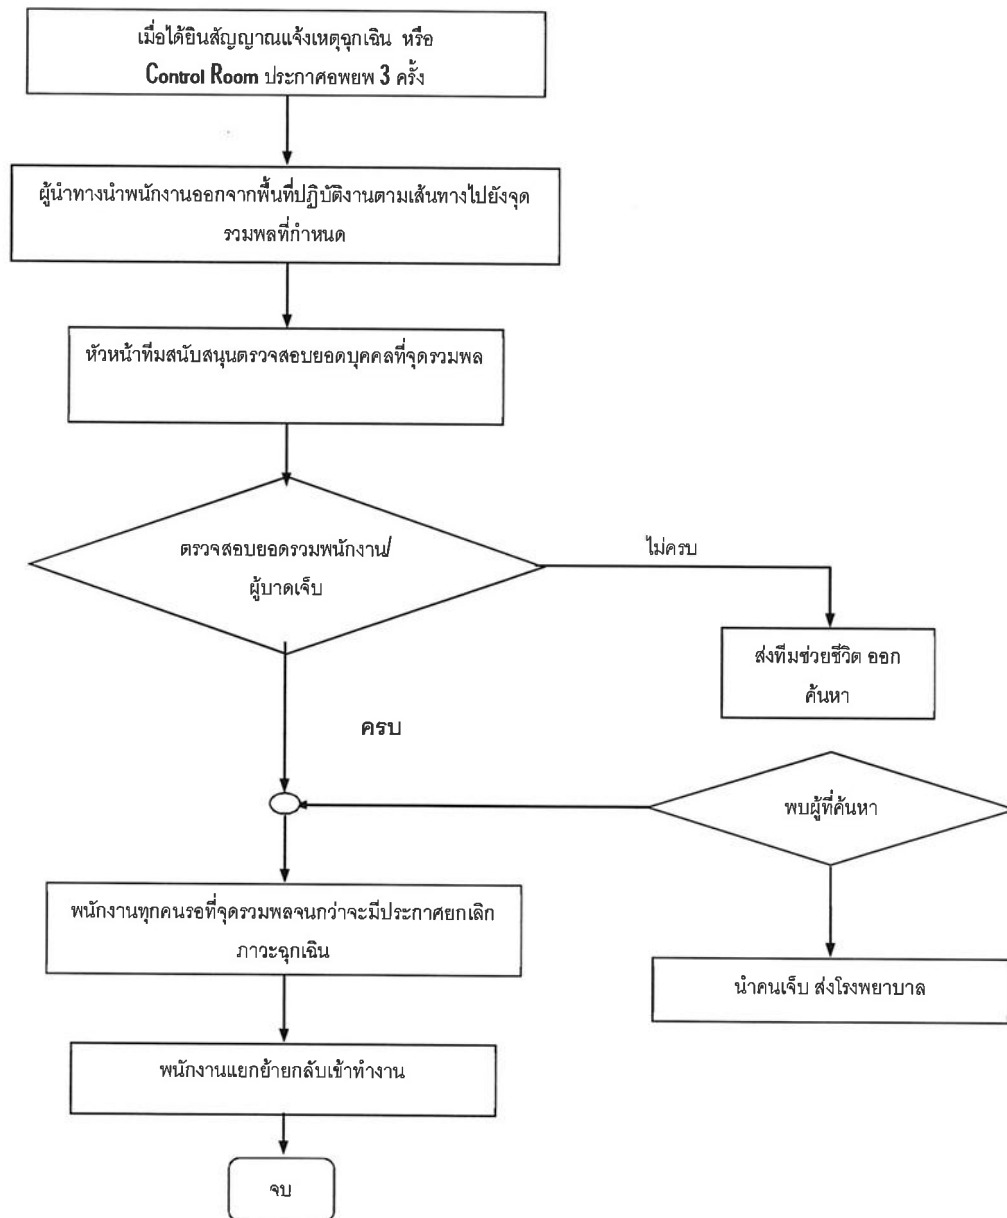 เมื่อได้ยินสัญญาณแจ้งเหตุฉุกเฉิน หรือ
Control Room ประกาศอพยพ 3 ครั้ง
ผู้นำทางนำพนักงานออกจากพื้นที่ปฏิบัติงานตามเส้นทางไปยังจุด
รวมพลที่กำหนด
หัวหน้าทีมสนับสนุนตรวจสอบยอดบุคคลที่จุดรวมพล
ตรวจสอบยอดรวมพนักงาน/
ผู้บาดเจ็บ
ไม่ครบ
ส่งทีมช่วยชีวิต ออก
ค้นหา
ครบ
พบผู้ที่ค้นหา
พนักงานทุกคนรอที่จุดรวมพลจนกว่าจะมีประกาศยกเลิก
ภาวะฉุกเฉิน
นำคนเจ็บ ส่งโรงพยาบาล
พนักงานแยกย้ายกลับเข้าทำงาน
จบ